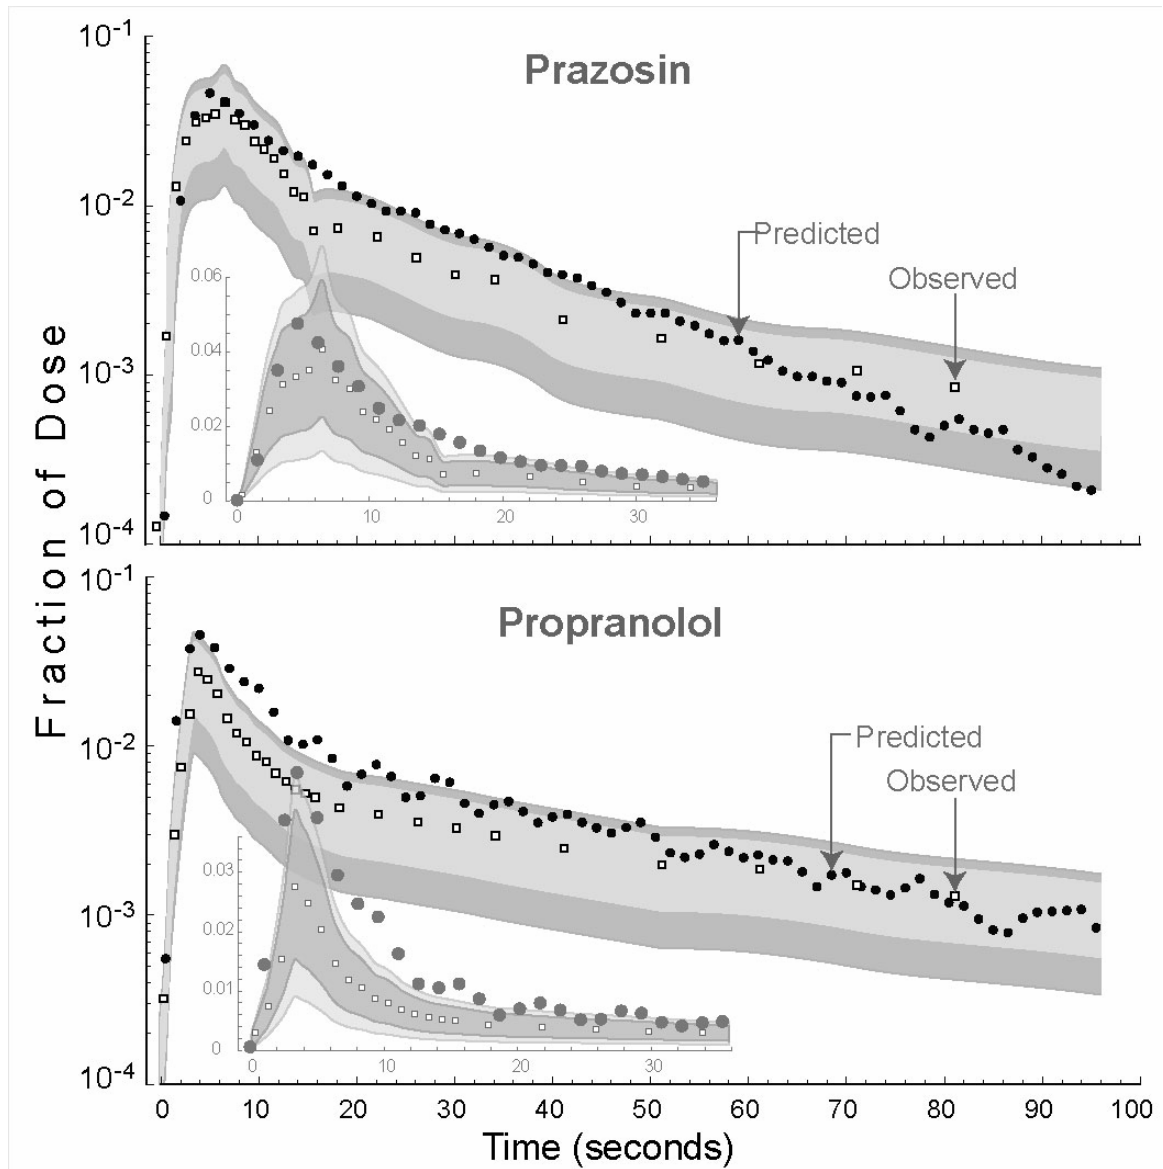 Fraction of Dose
10-1
Prazosin
10-2
Predicted
Observed
0.06
0.04
10-3
0.02
0
0 10 20 30
10-4
10-1
Propranolol
10-2
Predicted
Observed
0.03
10-3
0.02
0.01
0
0 10 20 30
10-4
0 10 20 30 40 50 60 70 80 90 100
Time (seconds)